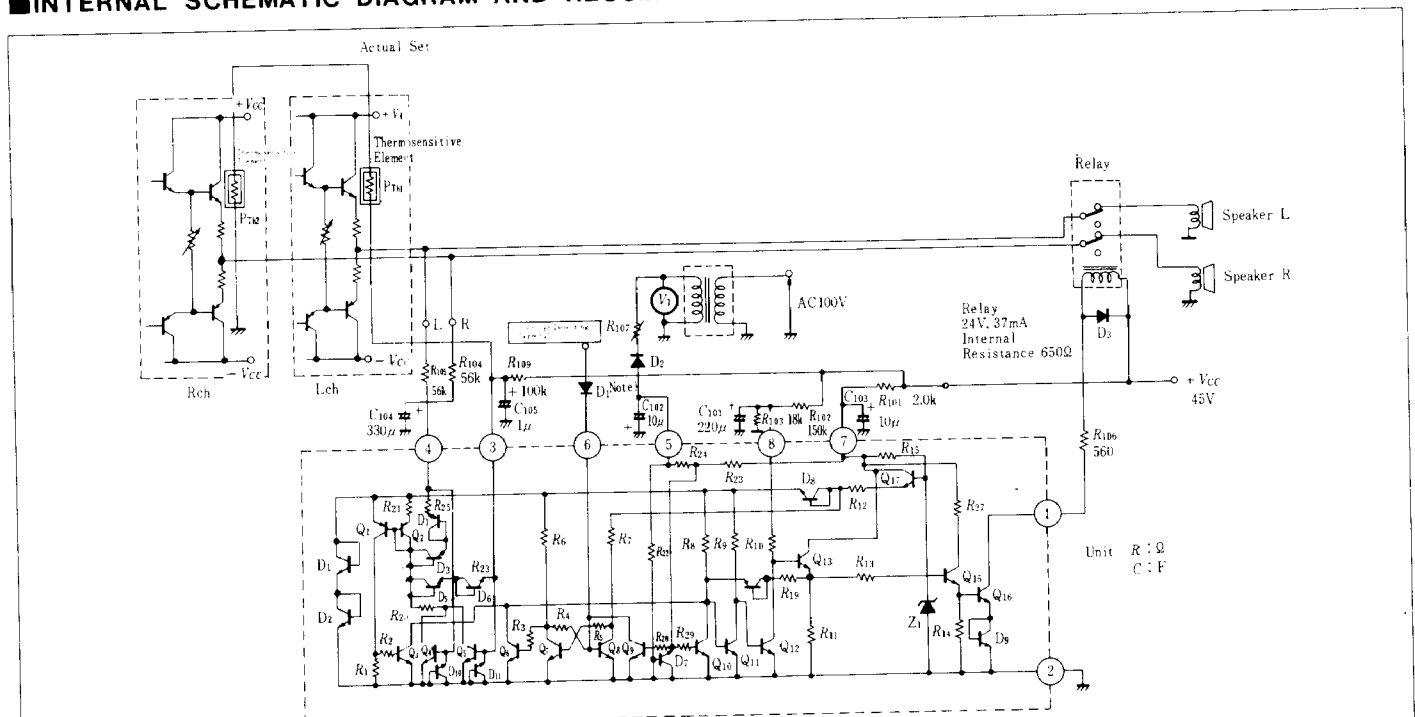 ■INTERNAL SCHEMATIC DIAGRAM AND
Actual Set
+Vcc
+V
Thermosensitive
Element
PTH2
PTH1
Relay
Speaker L
Speaker R
V1
AC100V
Relay
24V, 37mA
Internal
Resistance 650Ω
D3
R107
D2
L
R
−Vcc
−Vcc
Rch
Lch
R105
56k
R104
56k
R109
100k
C105
1μ
D1
Note
C102
10μ
C101
220μ
R103
18k
R102
150k
C103
10μ
R101
2.0k
+Vcc
45V
C104
330μ
R106
560
4
3
6
5
8
7
R24
R23
R15
Q17
D8
R12
R27
1
Q1
R21
Q2
R25
D1
D3
D5
D6
R23
R6
R7
R8
R9
R10
Q13
R19
R13
Q15
Q16
Unit R : Ω
C : F
D1
D2
R2
R1
Q3
Q4
Q5
D10
D11
Q6
R3
R4
R5
Q7
Q8
Q9
R28
R29
D7
Q10
Q11
Q12
R11
Z1
R14
D9
2